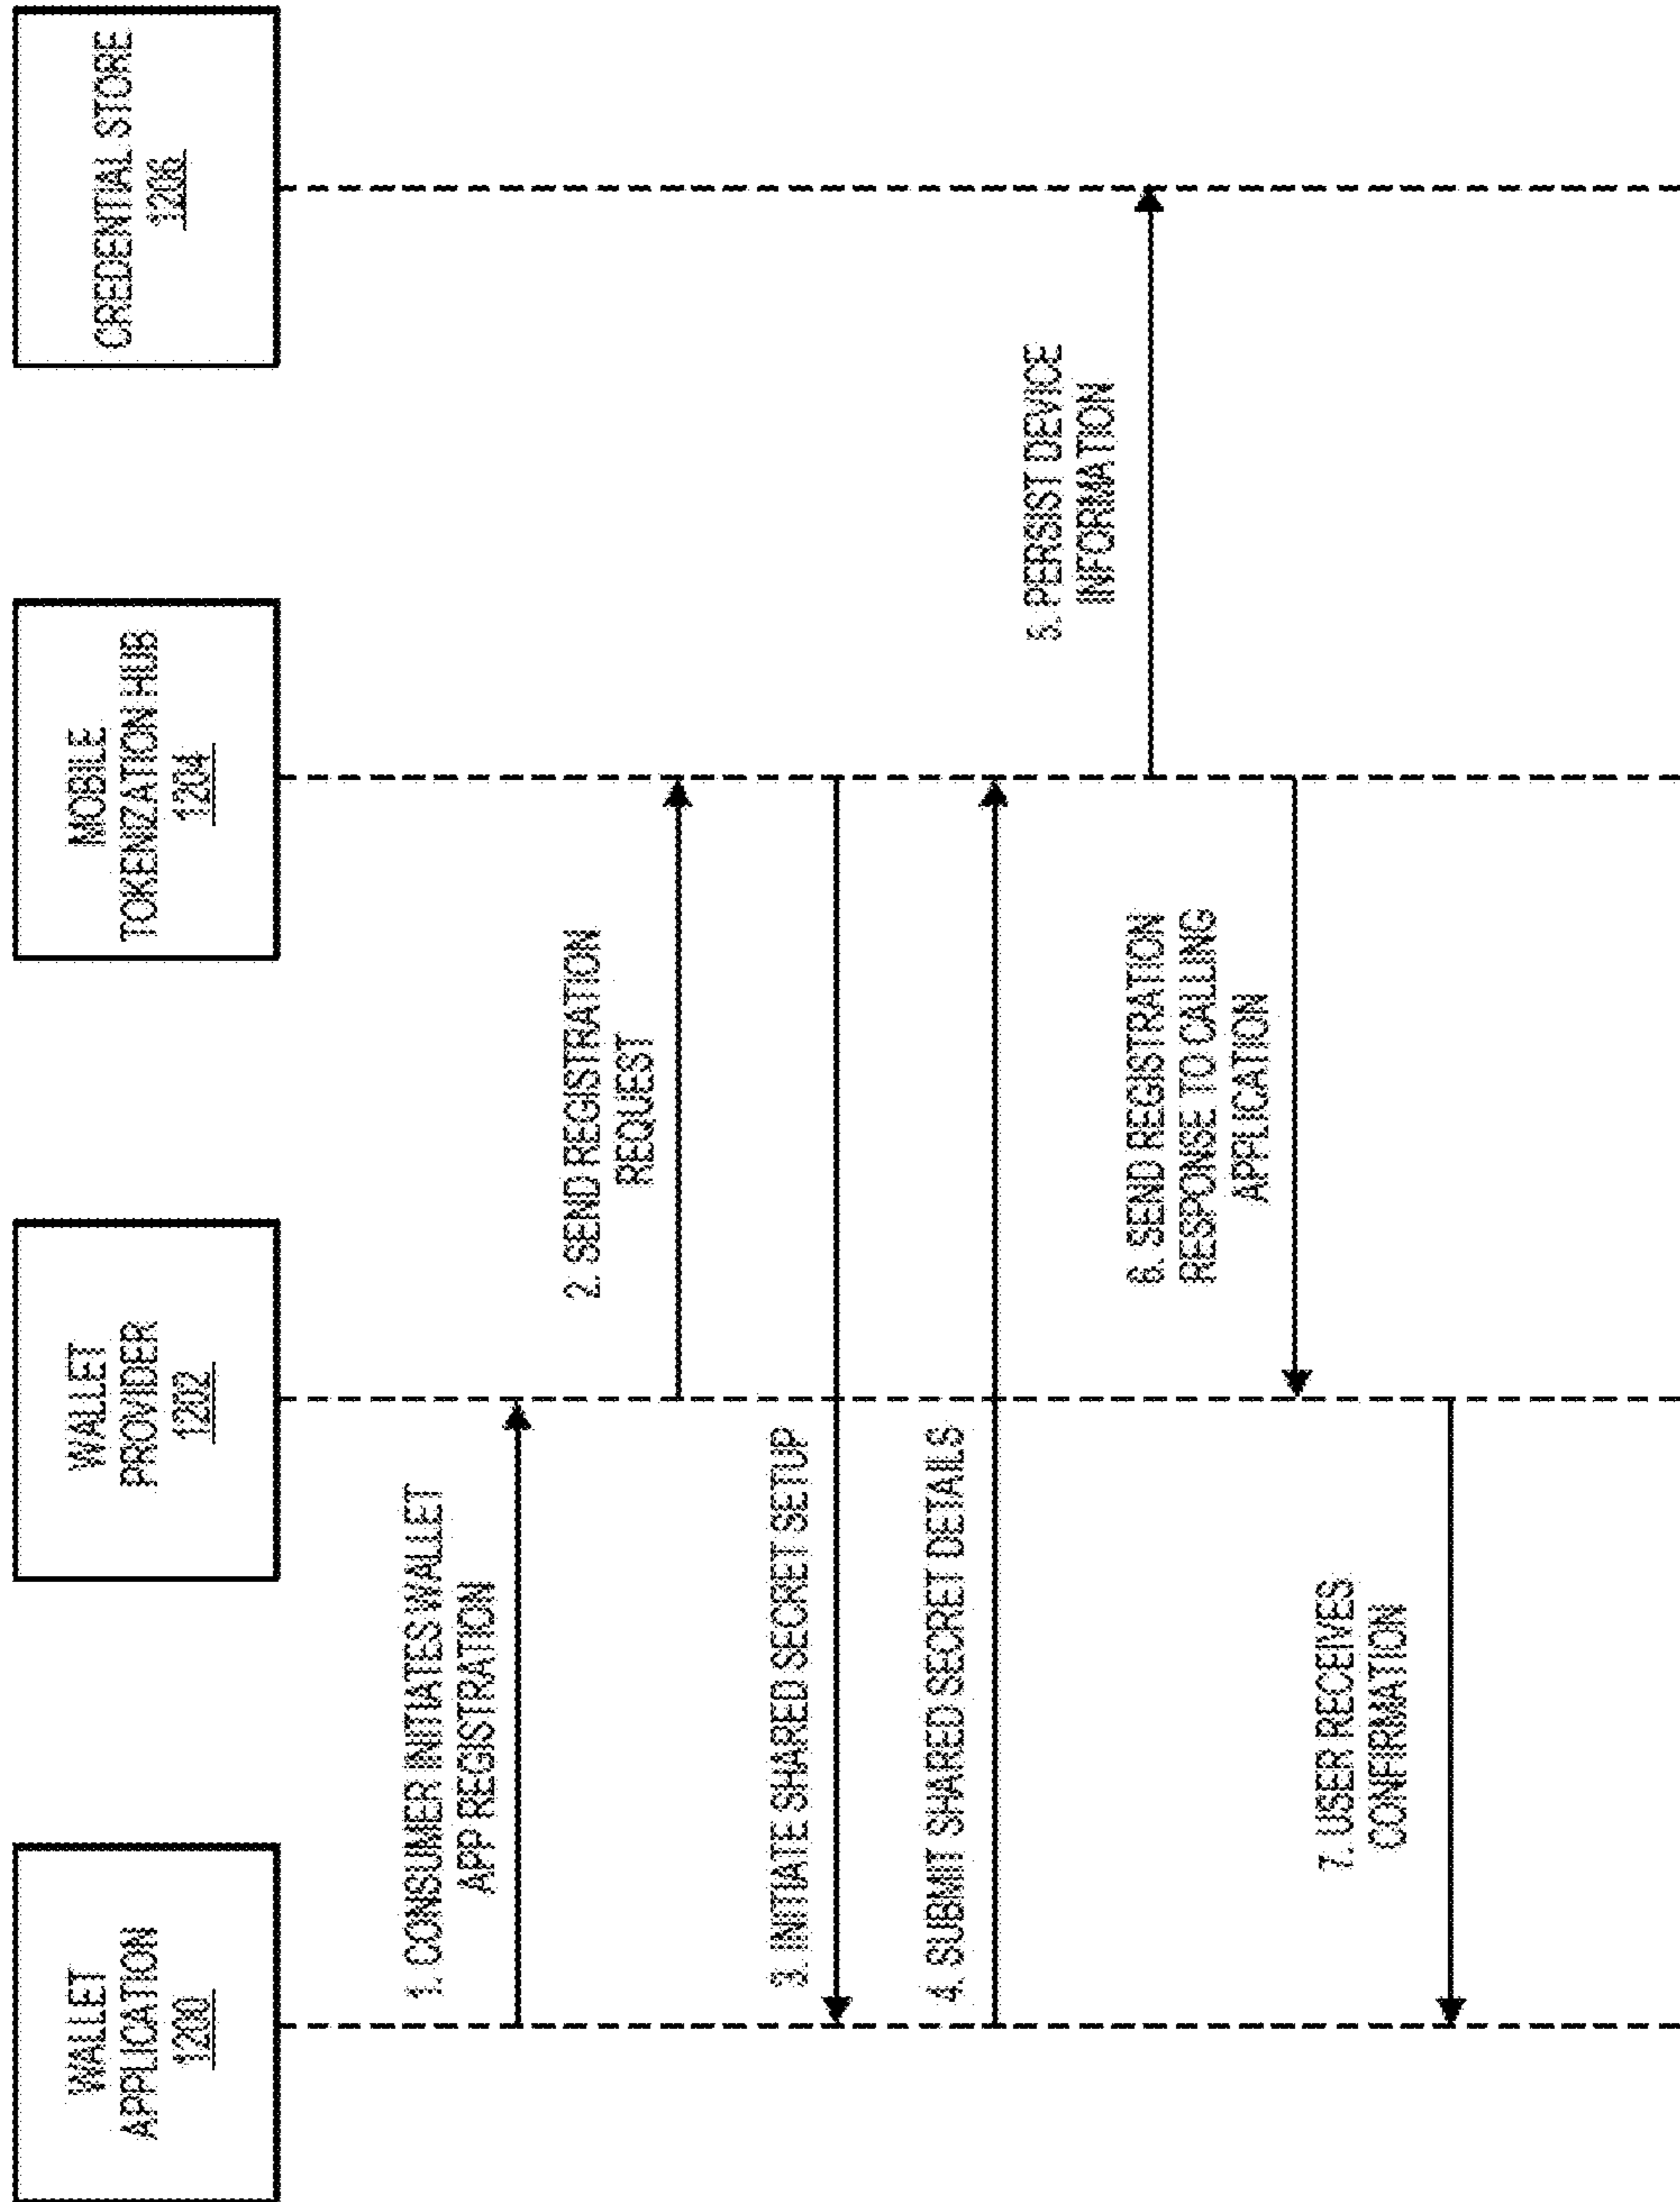 WALLET
APPLICATION
1200
WALLET
PROVIDER
1202
MOBILE
TOKENIZATION HUB
1204
CREDENTIAL STORE
1206
1. CONSUMER INITIATES WALLET
APP REGISTRATION
2. SEND REGISTRATION
REQUEST
3. INITIATE SHARED SECRET SETUP
4. SUBMIT SHARED SECRET DETAILS
5. PERSIST DEVICE
INFORMATION
6. SEND REGISTRATION
RESPONSE TO CALLING
APPLICATION
7. USER RECEIVES
CONFIRMATION